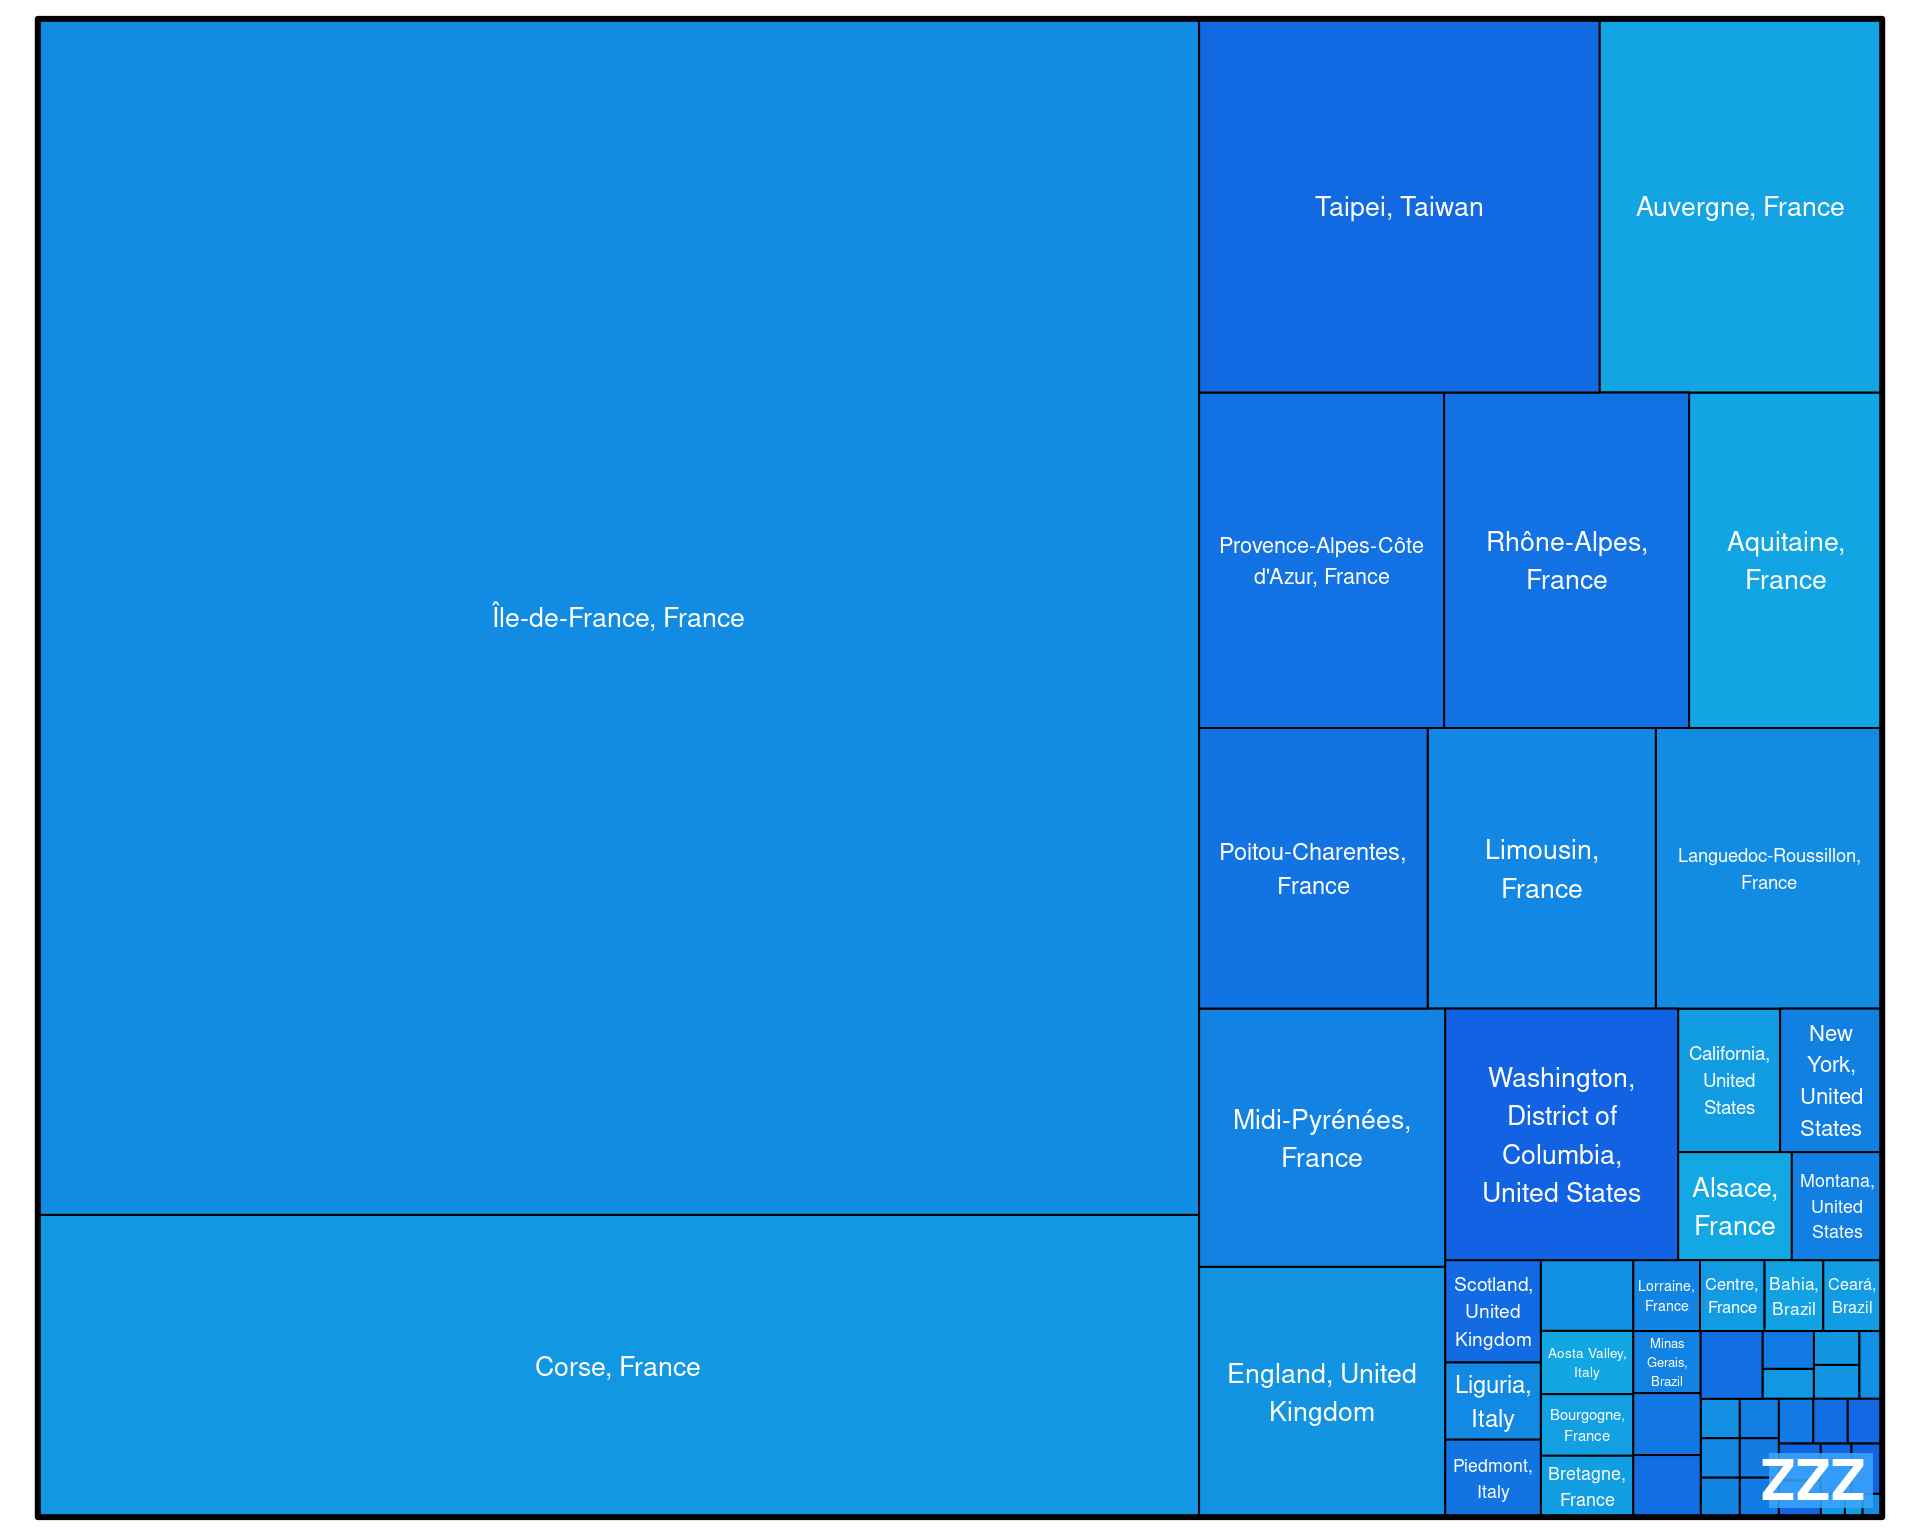 Île-de-France, France
Corse, France
Taipei, Taiwan
Auvergne, France
Provence-Alpes-Côte
d'Azur, France
Rhône-Alpes,
France
Aquitaine,
France
Poitou-Charentes,
France
Limousin,
France
Languedoc-Roussillon,
France
Midi-Pyrénées,
France
England, United
Kingdom
Washington,
District of
Columbia,
United States
California,
United
States
New
York,
United
States
Alsace,
France
Montana,
United
States
Scotland,
United
Kingdom
Liguria,
Italy
Piedmont,
Italy
Aosta Valley,
Italy
Bourgogne,
France
Bretagne,
France
Lorraine,
France
Minas
Gerais,
Brazil
Centre,
France
Bahia,
Brazil
Ceará,
Brazil
ZZZ